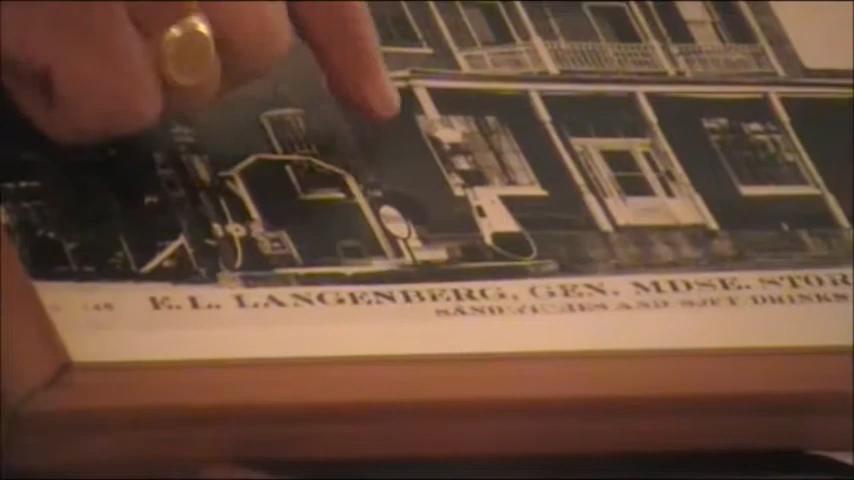 E.L. LANGENBERG, GEN. MDSE. STOR
SANDWICHES AND SOFT DRINKS